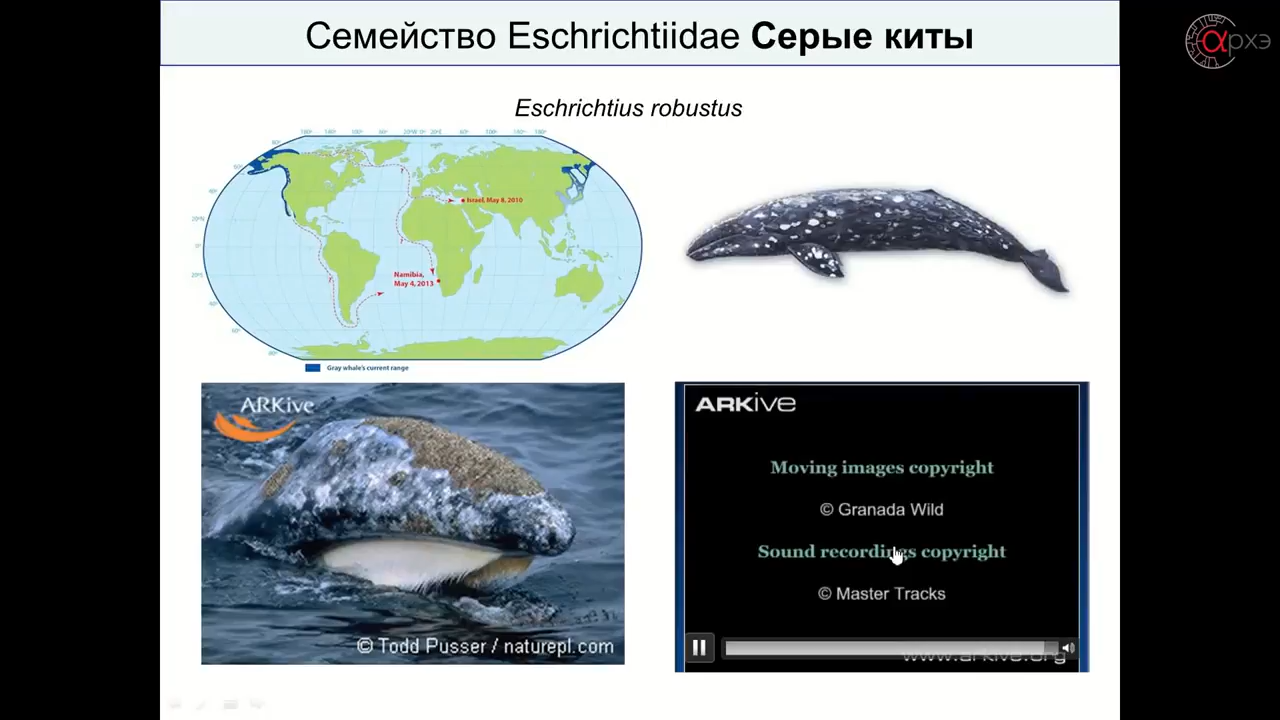 Семейство Eschrichtiidae Серые киты
αрхэ
Eschrichtius robustus
Israel, May 8, 2010
Namibia,
May 4, 2013
Gray whale's current range
ARKive
© Todd Pusser / naturepl.com
ARKive
Moving images copyright
© Granada Wild
Sound recordings copyright
© Master Tracks
www.arkive.org